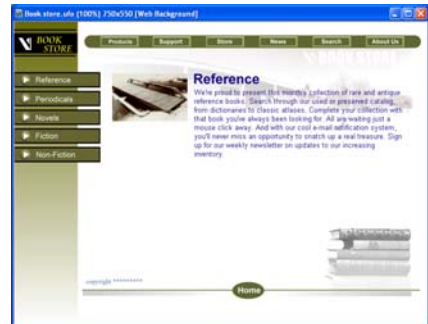 Book store.ufo [100%] 750x550 [Web Background]
BOOK
STORE
Products
Support
Store
News
Search
About Us
BOOK STORE
Reference
Periodicals
Novels
Fiction
Non-Fiction
Reference
We're proud to present this month's collection of rare and antique
reference books. Search through our used or preserved catalog,
from dictionaries to classic atlases. Complete your collection with
that book you've always been looking for. All are waiting just a
mouse click away. And with our cool e-mail notification system,
you'll never miss an opportunity to snatch up a real treasure. Sign
up for our weekly newsletter on updates to our increasing
inventory.
copyright **********
Home